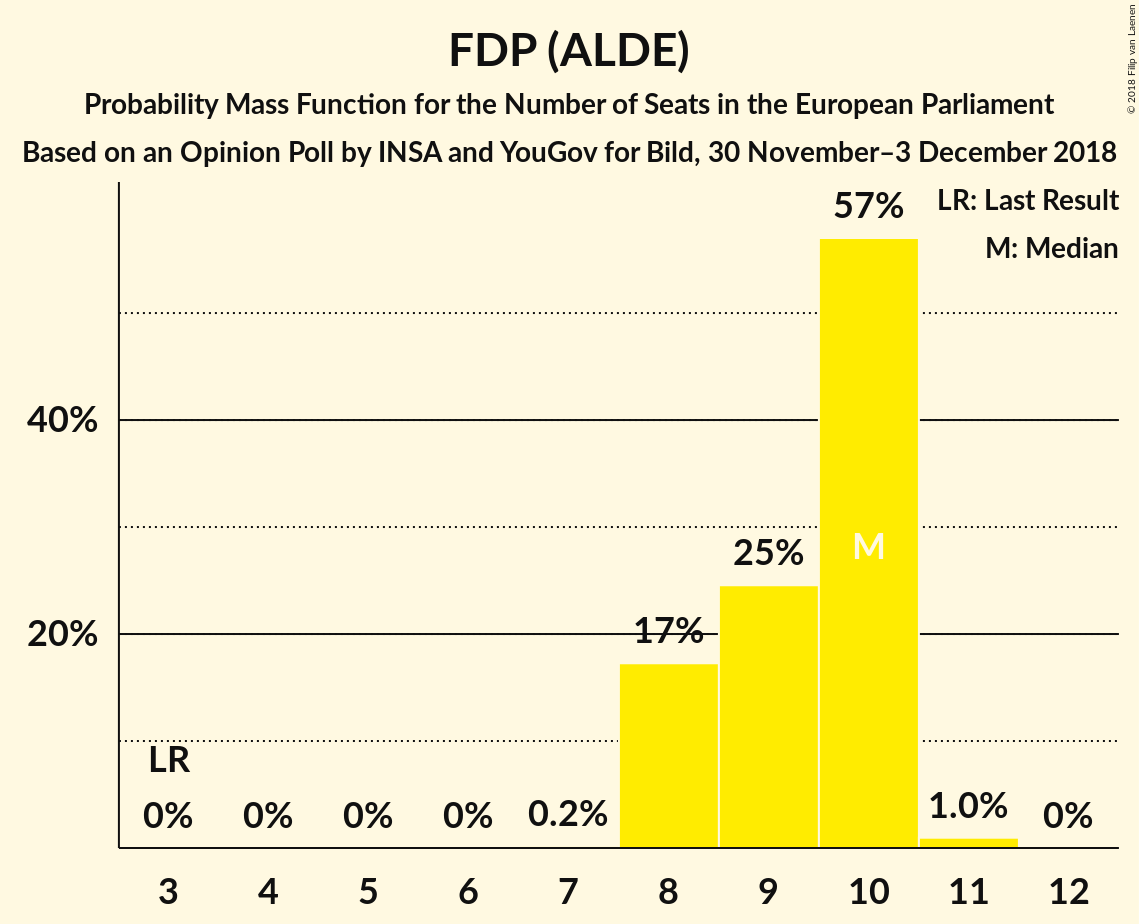 FDP (ALDE)
Probability Mass Function for the Number of Seats in the European Parliament
Based on an Opinion Poll by INSA and YouGov for Bild, 30 November–3 December 2018
© 2018 Filip van Laenen
LR: Last Result
M: Median
57%
40%
M
25%
20%
17%
LR
0%
0%
0%
0%
0.2%
1.0%
0%
3
4
5
6
7
8
9
10
11
12